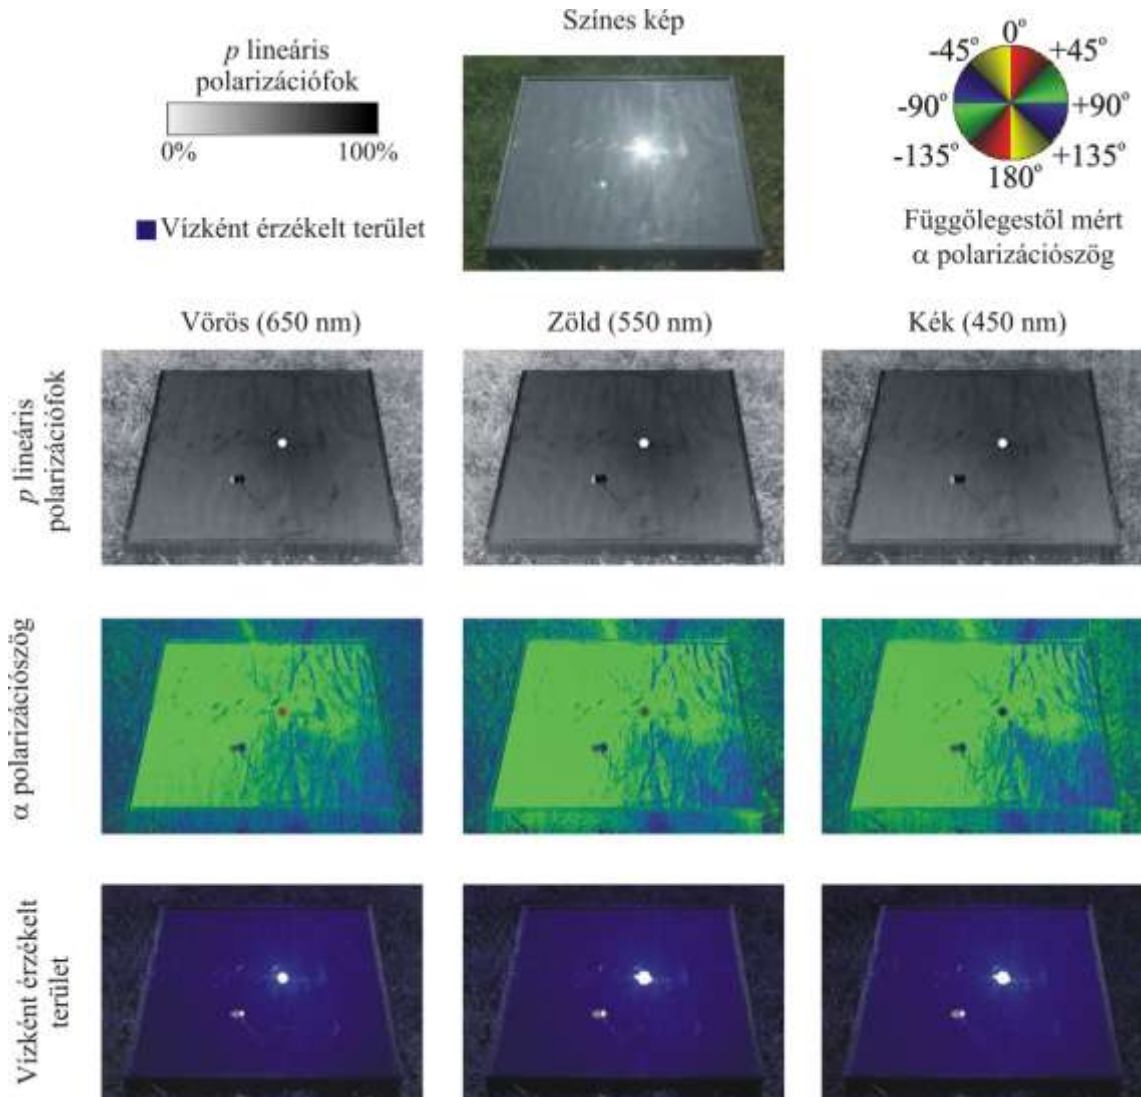 Színes kép
p lineáris
polarizációfok
0% 100%
Vízként érzékelt terület
0°
-45° +45°
-90° +90°
-135° +135°
180°
Függőlegestől mért
α polarizációszög
Vörös (650 nm) Zöld (550 nm) Kék (450 nm)
p lineáris
polarizációfok
α polarizációszög
Vízként érzékelt
terület